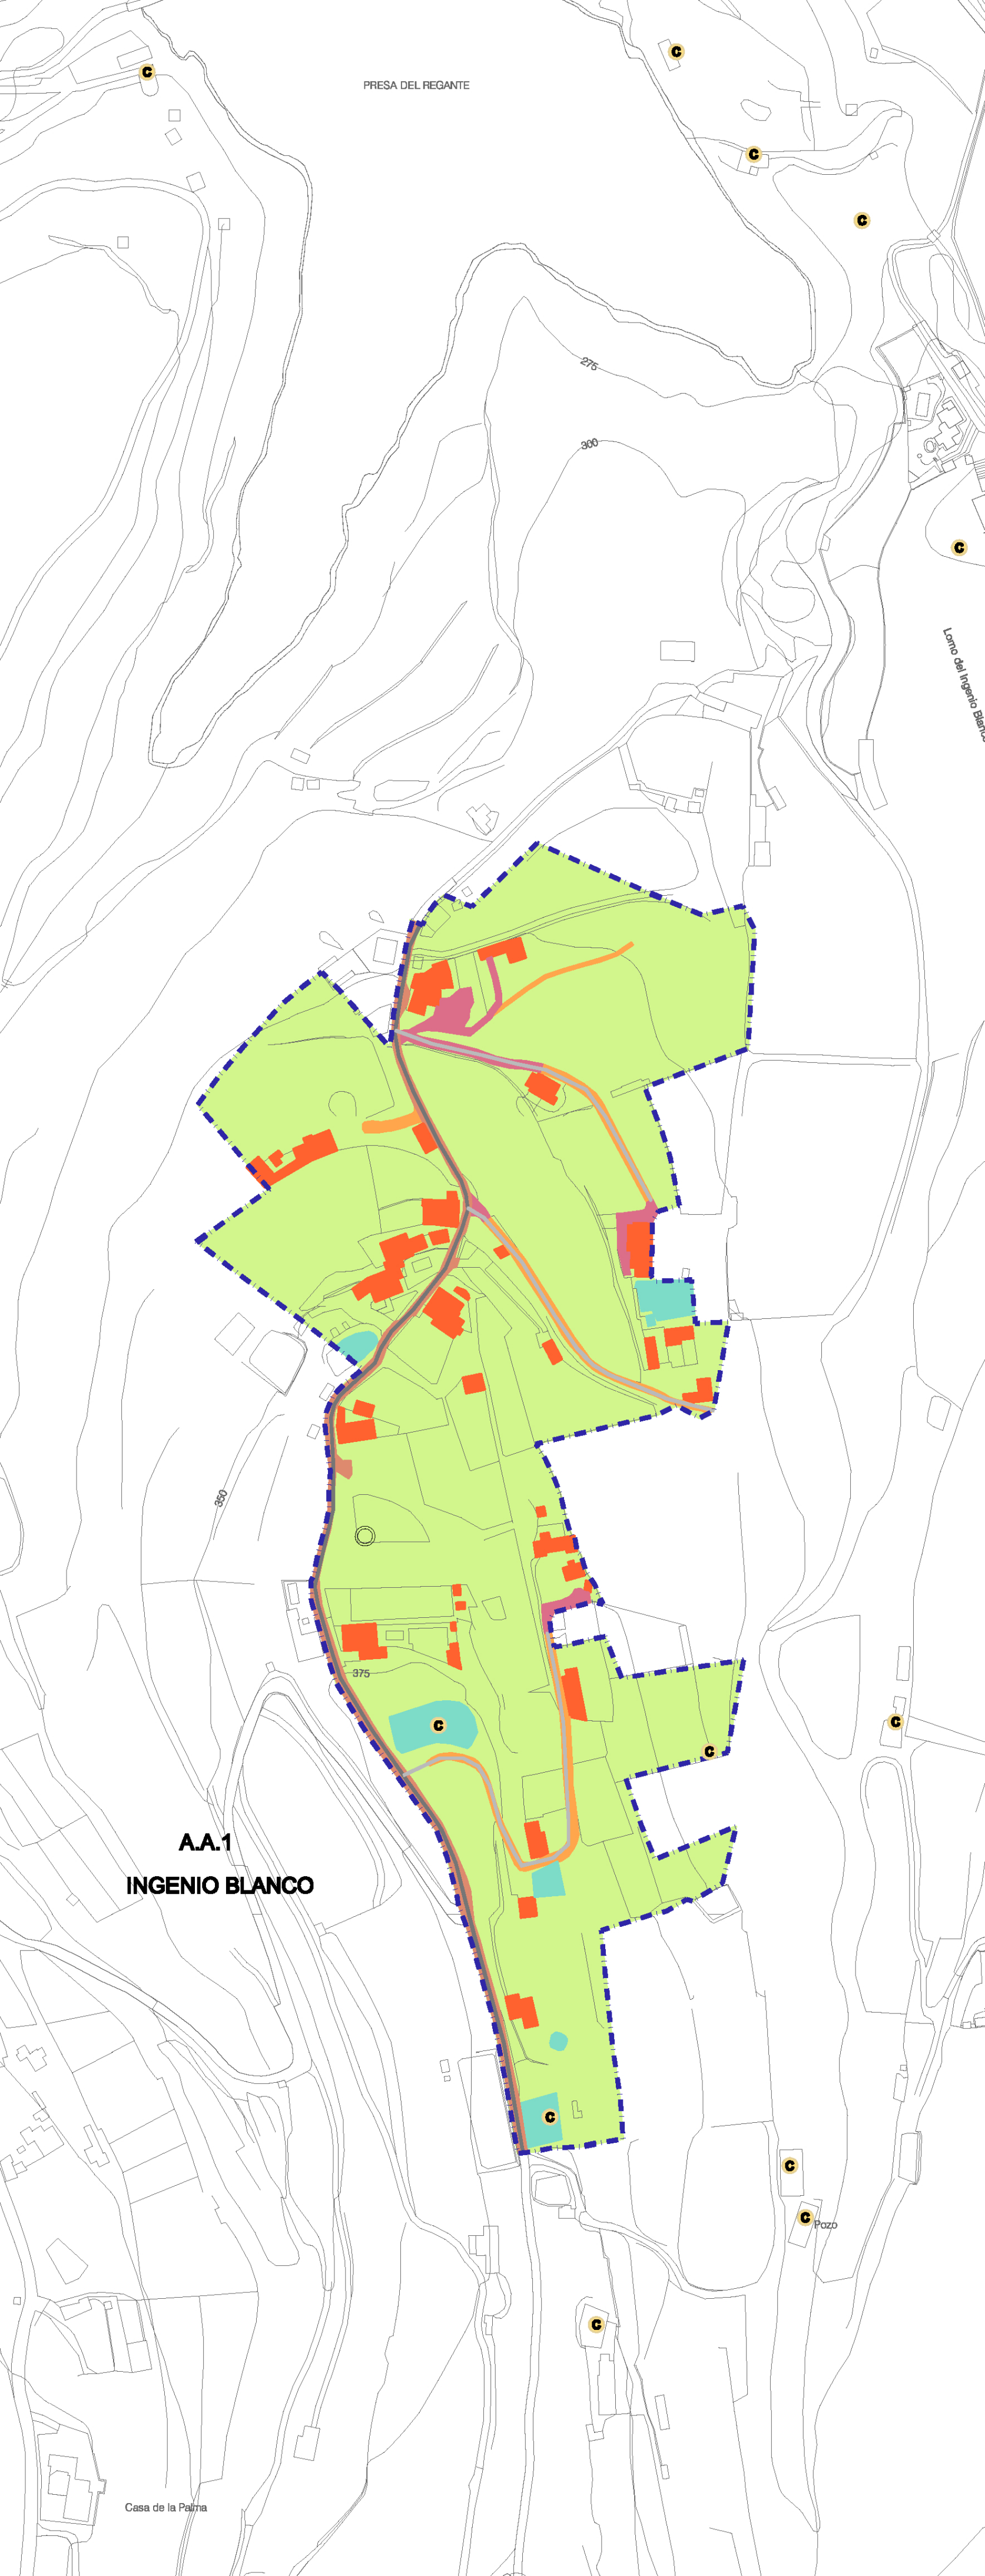 C
C
PRESA DEL REGANTE
C
C
275
300
C
Lomo del Ingenio Blanco
350
375
C
C
C
A.A.1
INGENIO BLANCO
C
C
C
Pozo
C
Casa de la Palma